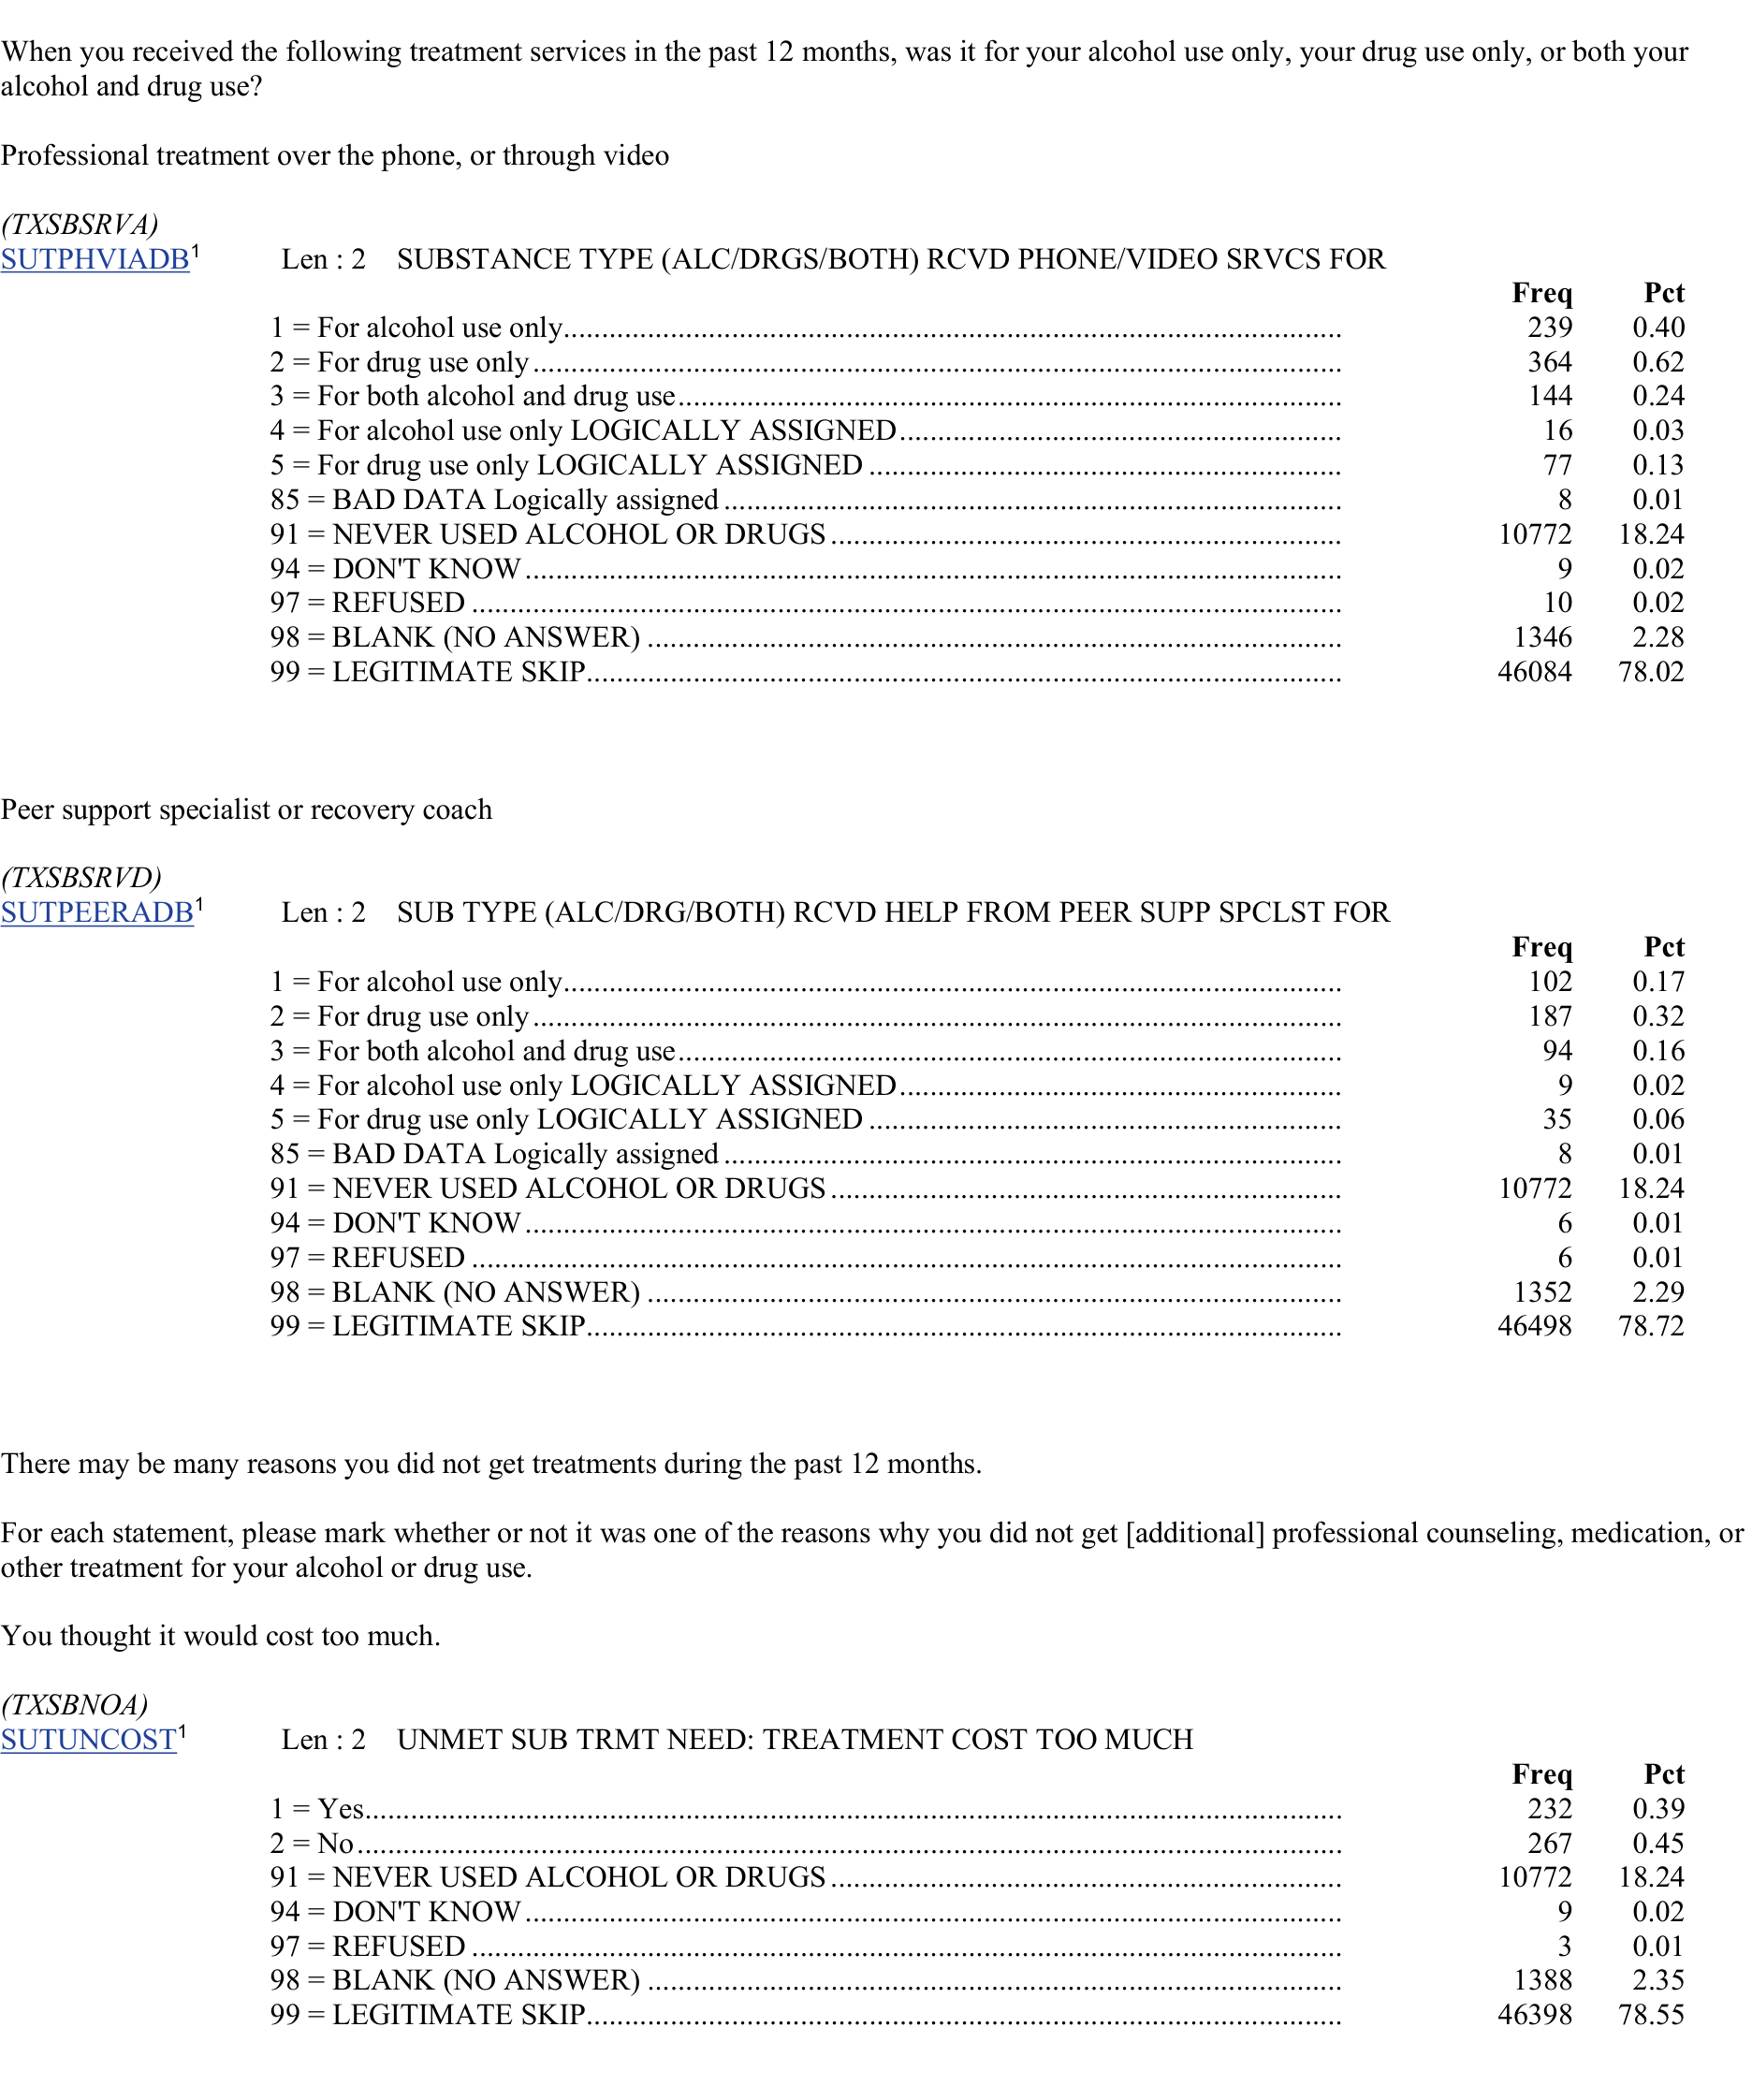 When you received the following treatment services in the past 12 months, was it for your alcohol use only, your drug use only, or both your
alcohol and drug use?
Professional treatment over the phone, or through video
(TXSBSRVA)
SUTPHVIADB1 Len : 2 SUBSTANCE TYPE (ALC/DRGS/BOTH) RCVD PHONE/VIDEO SRVCS FOR
Freq Pct
1 = For alcohol use only 239 0.40
2 = For drug use only 364 0.62
3 = For both alcohol and drug use 144 0.24
4 = For alcohol use only LOGICALLY ASSIGNED 16 0.03
5 = For drug use only LOGICALLY ASSIGNED 77 0.13
85 = BAD DATA Logically assigned 8 0.01
91 = NEVER USED ALCOHOL OR DRUGS 10772 18.24
94 = DON'T KNOW 9 0.02
97 = REFUSED 10 0.02
98 = BLANK (NO ANSWER) 1346 2.28
99 = LEGITIMATE SKIP 46084 78.02
Peer support specialist or recovery coach
(TXSBSRVD)
SUTPEERADB1 Len : 2 SUB TYPE (ALC/DRG/BOTH) RCVD HELP FROM PEER SUPP SPCLST FOR
Freq Pct
1 = For alcohol use only 102 0.17
2 = For drug use only 187 0.32
3 = For both alcohol and drug use 94 0.16
4 = For alcohol use only LOGICALLY ASSIGNED 9 0.02
5 = For drug use only LOGICALLY ASSIGNED 35 0.06
85 = BAD DATA Logically assigned 8 0.01
91 = NEVER USED ALCOHOL OR DRUGS 10772 18.24
94 = DON'T KNOW 6 0.01
97 = REFUSED 6 0.01
98 = BLANK (NO ANSWER) 1352 2.29
99 = LEGITIMATE SKIP 46498 78.72
There may be many reasons you did not get treatments during the past 12 months.
For each statement, please mark whether or not it was one of the reasons why you did not get [additional] professional counseling, medication, or
other treatment for your alcohol or drug use.
You thought it would cost too much.
(TXSBNOA)
SUTUNCOST1 Len : 2 UNMET SUB TRMT NEED: TREATMENT COST TOO MUCH
Freq Pct
1 = Yes 232 0.39
2 = No 267 0.45
91 = NEVER USED ALCOHOL OR DRUGS 10772 18.24
94 = DON'T KNOW 9 0.02
97 = REFUSED 3 0.01
98 = BLANK (NO ANSWER) 1388 2.35
99 = LEGITIMATE SKIP 46398 78.55